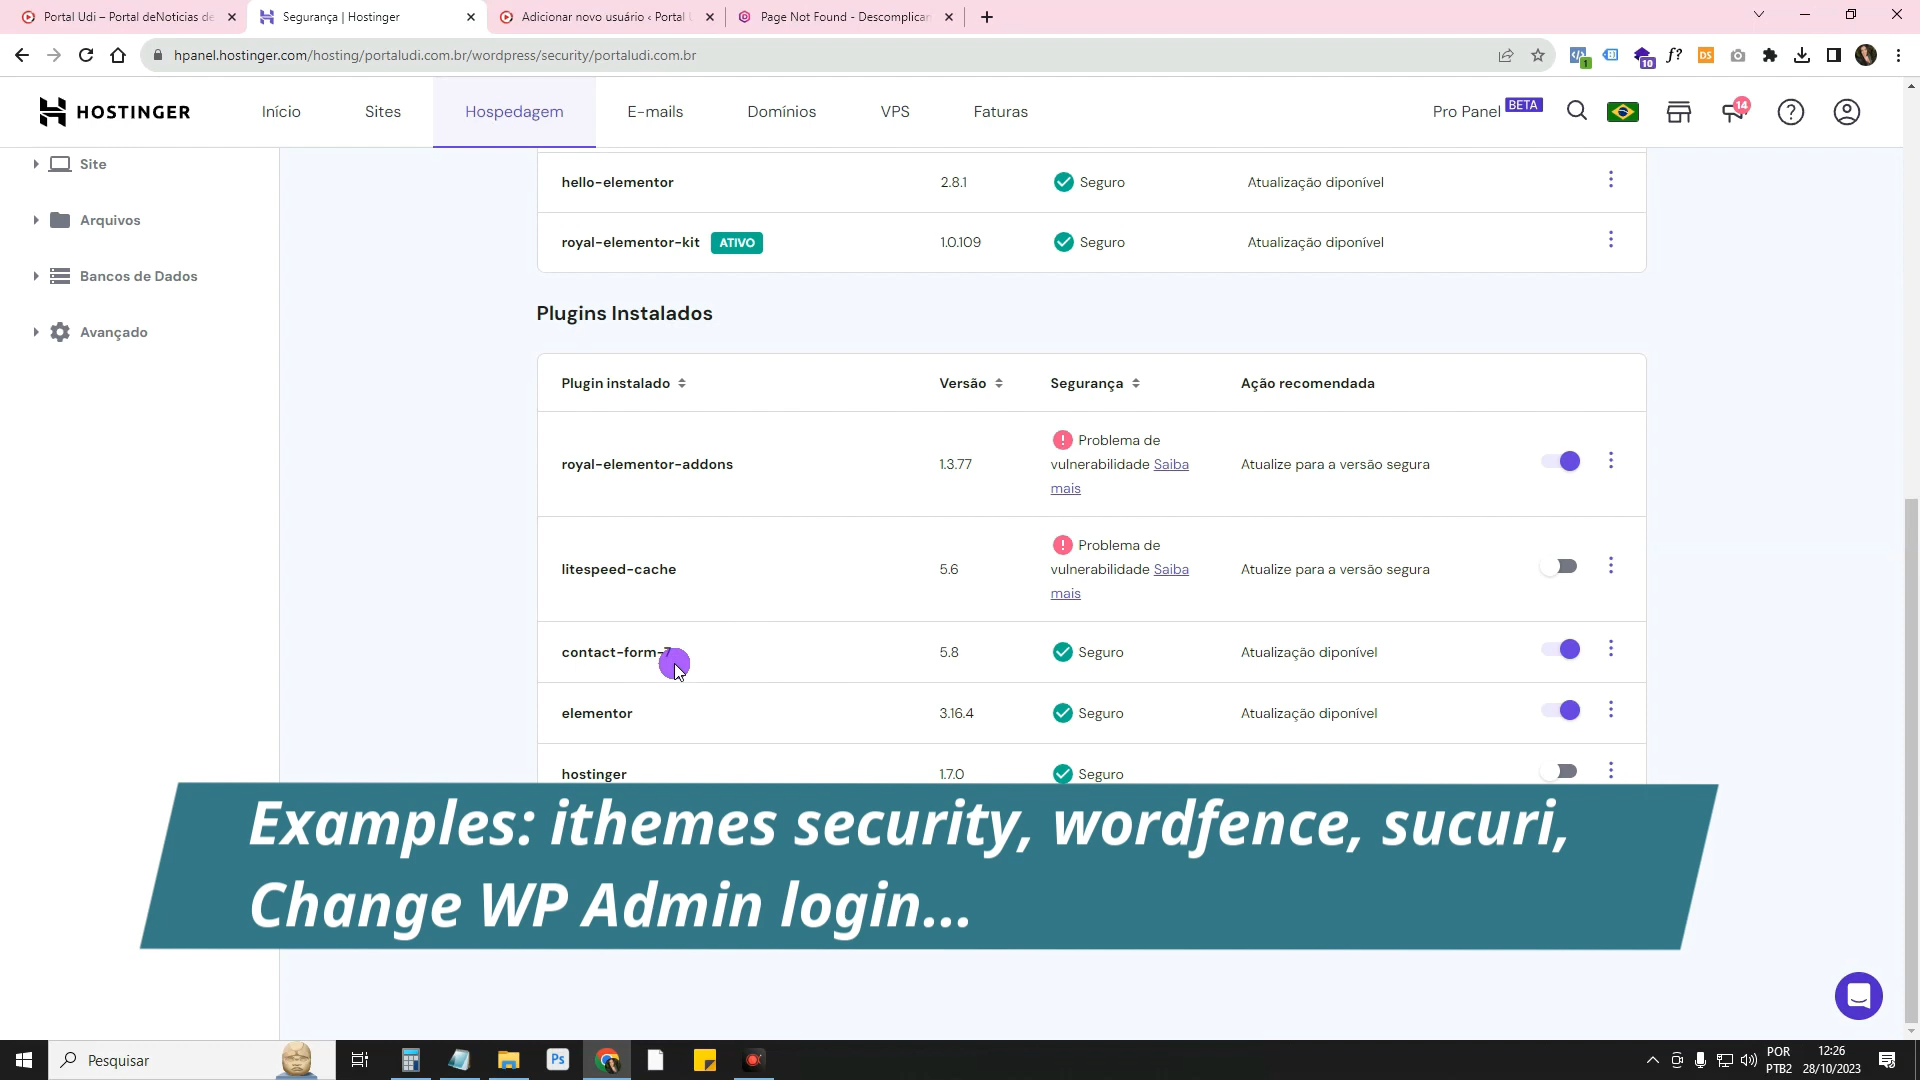 Portal Udi – Portal deNoticias de
Segurança | Hostinger
Adicionar novo usuário ‹ Portal
Page Not Found - Descomplican
hpanel.hostinger.com/hosting/portaludi.com.br/wordpress/security/portaludi.com.br
1
10
f?
DS
HOSTINGER
Início
Sites
Hospedagem
E-mails
Domínios
VPS
Faturas
Pro Panel BETA
14
Site
Arquivos
Bancos de Dados
Avançado
hello-elementor 2.8.1 Seguro Atualização diponível
royal-elementor-kit ATIVO 1.0.109 Seguro Atualização diponível
Plugins Instalados
Plugin instalado Versão Segurança Ação recomendada
royal-elementor-addons 1.3.77 Problema de
vulnerabilidade Saiba
mais
Atualize para a versão segura
litespeed-cache 5.6 Problema de
vulnerabilidade Saiba
mais
Atualize para a versão segura
contact-form-7 5.8 Seguro Atualização diponível
elementor 3.16.4 Seguro Atualização diponível
hostinger 1.7.0 Seguro
Examples: ithemes security, wordfence, sucuri,
Change WP Admin login...
Pesquisar
Ps
POR
PTB2
12:26
28/10/2023